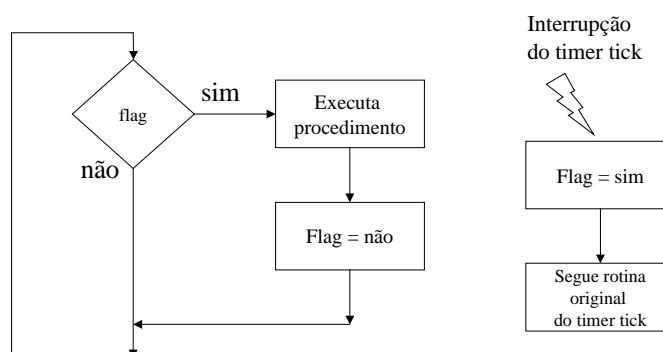 Interrupção
do timer tick
flag
sim
não
Executa
procedimento
Flag = não
Flag = sim
Segue rotina
original
do timer tick